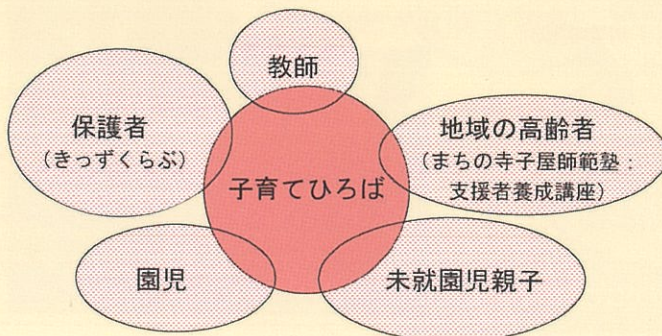 教師
保護者
（きっずくらぶ）
地域の高齢者
（まちの寺子屋師範塾：
支援者養成講座）
子育てひろば
園児
未就園児親子